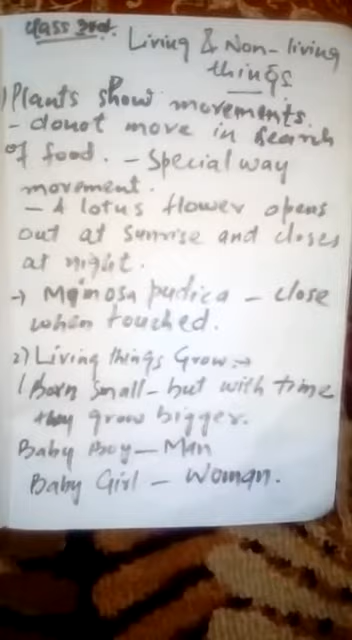 class 3rd.
Living & Non-living
things
1) Plants show movements.
- donot move in search
of food. - Special way
movement.
- A lotus flower opens
out at sunrise and closes
at night.
→ Mimosa pudica - close
when touched.
2) Living things Grow :→
Born Small - but with time
they grow bigger.
Baby Boy - Man
Baby Girl - Woman.